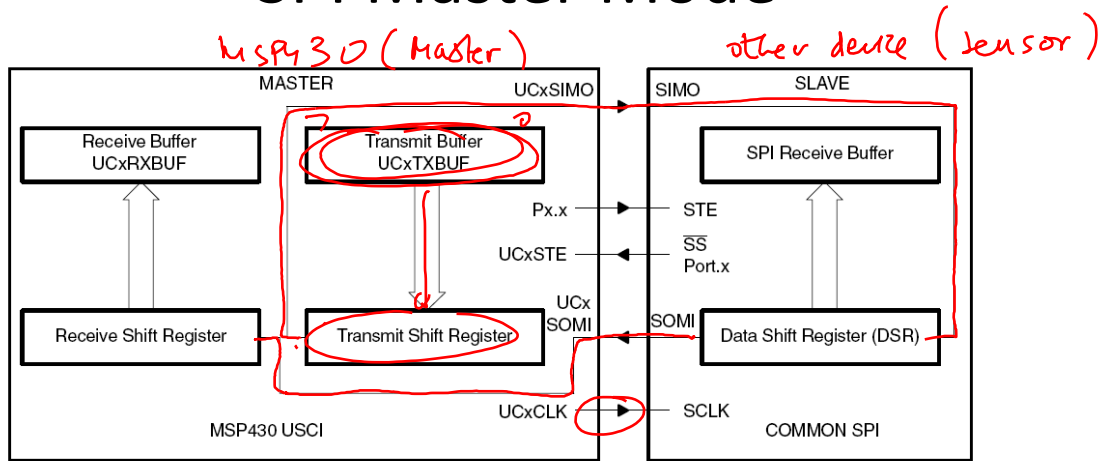 SPI Master Mode
MSP430 (Master)
other device (sensor)
MASTER
UCxSIMO
SIMO
SLAVE
Receive Buffer
UCxRXBUF
7
0
Transmit Buffer
UCxTXBUF
SPI Receive Buffer
Px.x
STE
UCxSTE
SS
Port.x
Receive Shift Register
Transmit Shift Register
UCx
SOMI
SOMI
Data Shift Register (DSR)
UCxCLK
SCLK
MSP430 USCI
COMMON SPI